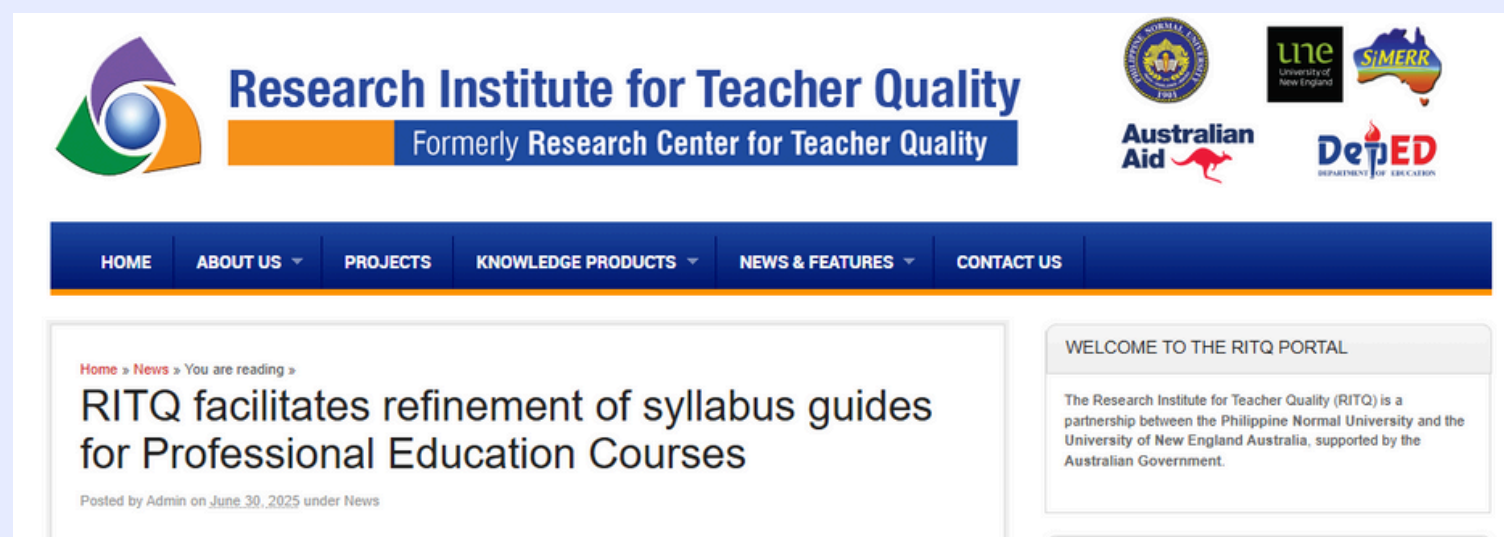 Research Institute for Teacher Quality
Formerly Research Center for Teacher Quality
PHILIPPINE NORMAL UNIVERSITY
1901
une
University of
New England
SiMERR
Australian
Aid
DepED
DEPARTMENT OF EDUCATION
HOME ABOUT US PROJECTS KNOWLEDGE PRODUCTS NEWS & FEATURES CONTACT US
Home » News » You are reading »
RITQ facilitates refinement of syllabus guides
for Professional Education Courses
Posted by Admin on June 30, 2025 under News
WELCOME TO THE RITQ PORTAL
The Research Institute for Teacher Quality (RITQ) is a
partnership between the Philippine Normal University and the
University of New England Australia, supported by the
Australian Government.